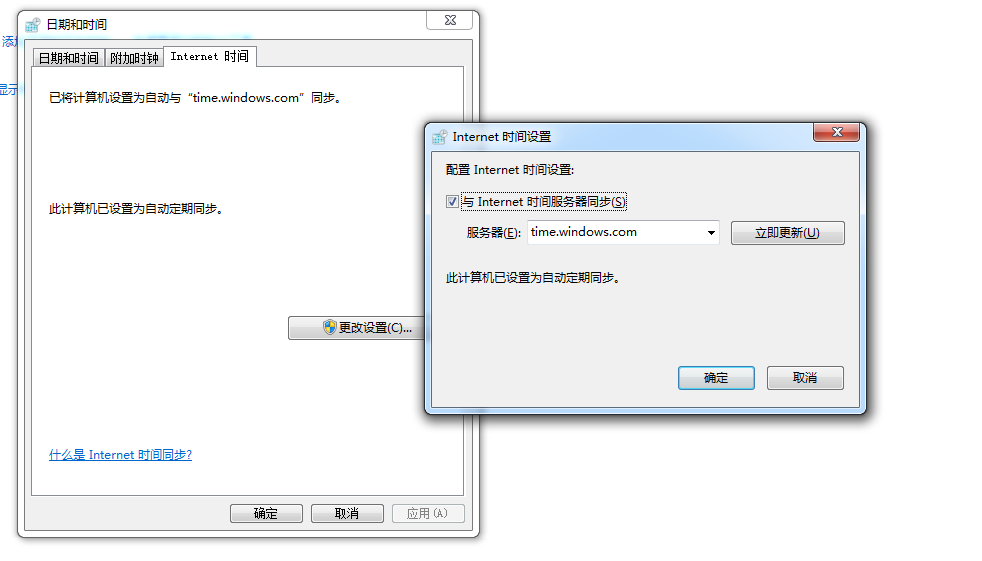 日期和时间
添加
显示
日期和时间 附加时钟 Internet 时间
已将计算机设置为自动与“time.windows.com”同步。
此计算机已设置为自动定期同步。
更改设置(C)...
什么是 Internet 时间同步?
确定 取消 应用(A)
Internet 时间设置
配置 Internet 时间设置:
与 Internet 时间服务器同步(S)
服务器(E): time.windows.com 立即更新(U)
此计算机已设置为自动定期同步。
确定 取消